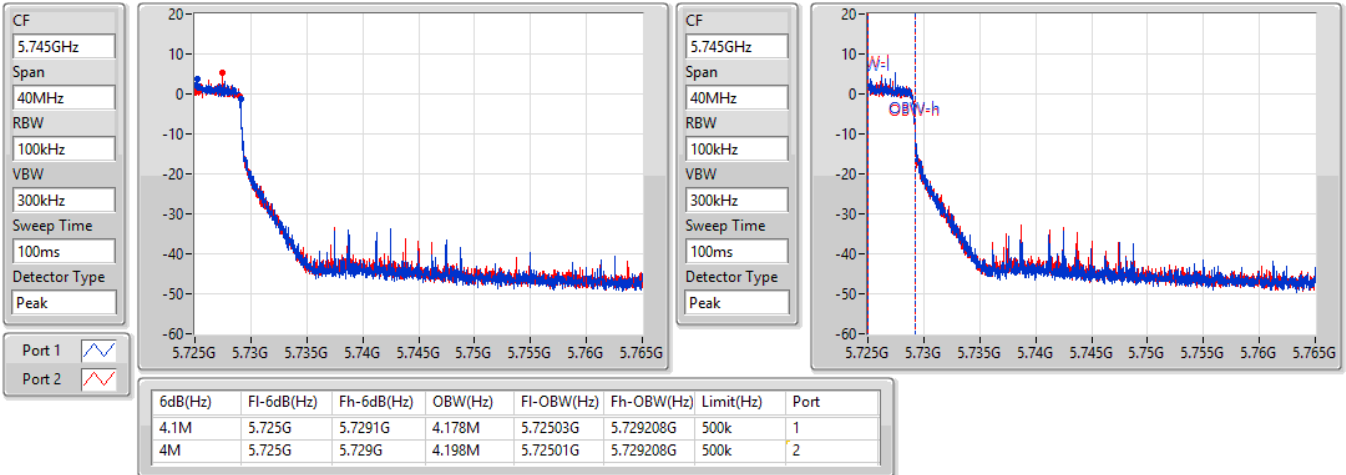 CF
5.745GHz
Span
40MHz
RBW
100kHz
VBW
300kHz
Sweep Time
100ms
Detector Type
Peak
Port 1
Port 2
20
10
0
-10
-20
-30
-40
-50
-60
5.725G 5.73G 5.735G 5.74G 5.745G 5.75G 5.755G 5.76G 5.765G
CF
5.745GHz
Span
40MHz
RBW
100kHz
VBW
300kHz
Sweep Time
100ms
Detector Type
Peak
20
10
0
-10
-20
-30
-40
-50
-60
W-l
OBW-h
5.725G 5.73G 5.735G 5.74G 5.745G 5.75G 5.755G 5.76G 5.765G
6dB(Hz) Fl-6dB(Hz) Fh-6dB(Hz) OBW(Hz) Fl-OBW(Hz) Fh-OBW(Hz) Limit(Hz) Port
4.1M 5.725G 5.7291G 4.178M 5.72503G 5.729208G 500k 1
4M 5.725G 5.729G 4.198M 5.72501G 5.729208G 500k 2